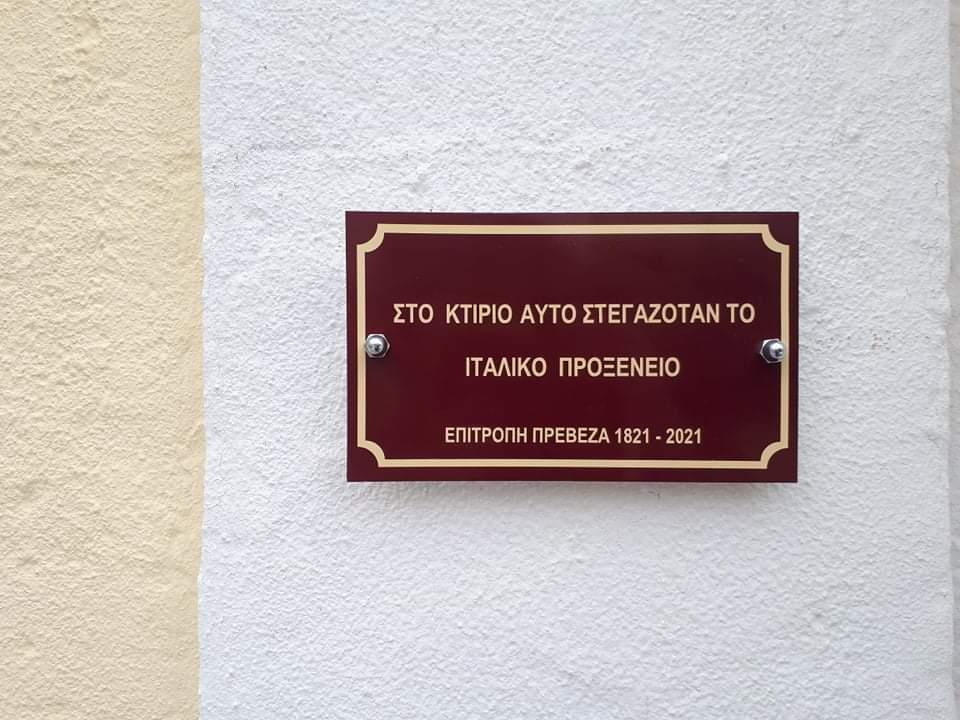 ΣΤΟ ΚΤΙΡΙΟ ΑΥΤΟ ΣΤΕΓΑΖΟΤΑΝ ΤΟ
ΙΤΑΛΙΚΟ ΠΡΟΞΕΝΕΙΟ
ΕΠΙΤΡΟΠΗ ΠΡΕΒΕΖΑ 1821 - 2021